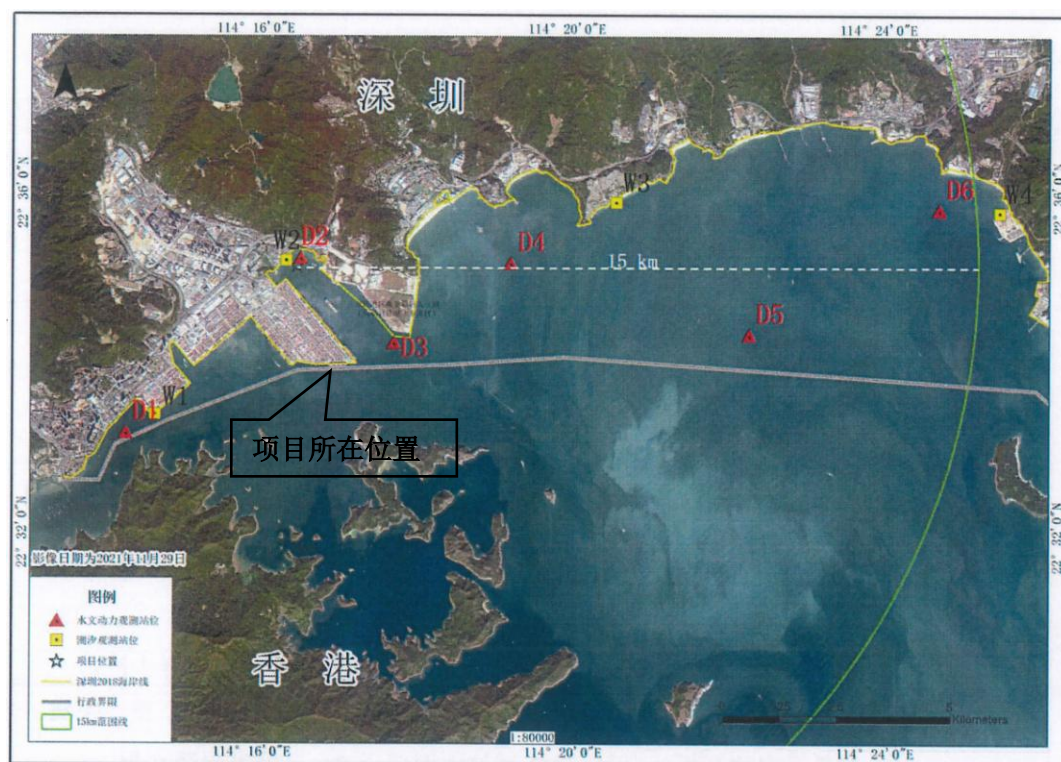 114° 16′0″E
114° 20′0″E
114° 24′0″E
深 圳
22° 36′0″N
22° 36′0″N
W3
D6
W4
W2
D2
D4
15 km
D5
D3
W1
D1
项目所在位置
22° 32′0″N
22° 32′0″N
影像日期为2021年11月29日
图例
水文动力观测站位
潮汐观测站位
项目位置
深圳2018海岸线
行政界限
15km范围线
香 港
0
5
Kilometers
1:80000
114° 16′0″E
114° 20′0″E
114° 24′0″E